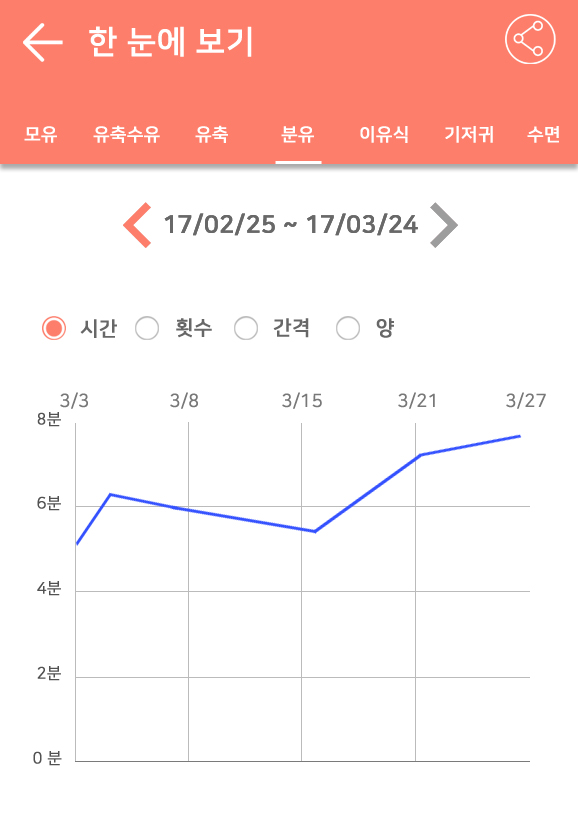 한 눈에 보기
모유 유축수유 유축 분유 이유식 기저귀 수면
17/02/25 ~ 17/03/24
시간 횟수 간격 양
3/3 3/8 3/15 3/21 3/27
8분
6분
4분
2분
0 분